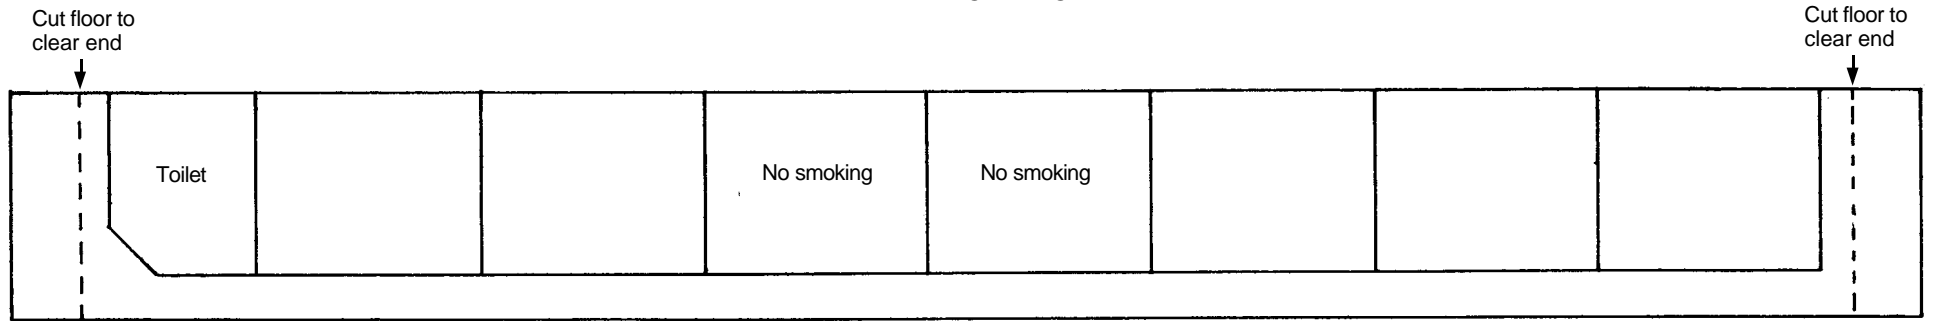 Cut floor to
clear end
Cut floor to
clear end
Toilet
No smoking
No smoking